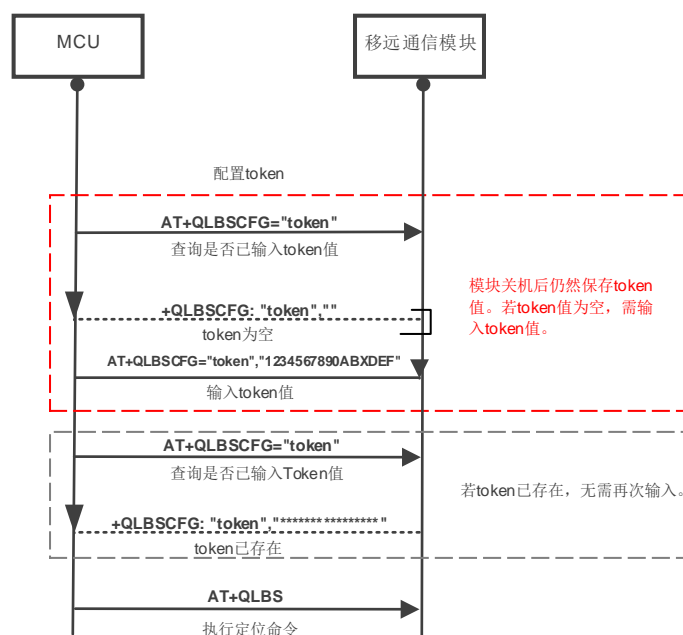 MCU
移远通信模块
配置token
AT+QLBSCFG="token"
查询是否已输入token值
模块关机后仍然保存token
值。若token值为空，需输
入token值。
+QLBSCFG: "token",""
token为空
AT+QLBSCFG="token","1234567890ABXDEF"
输入token值
AT+QLBSCFG="token"
查询是否已输入Token值
若token已存在，无需再次输入。
+QLBSCFG: "token","****************"
token已存在
AT+QLBS
执行定位命令